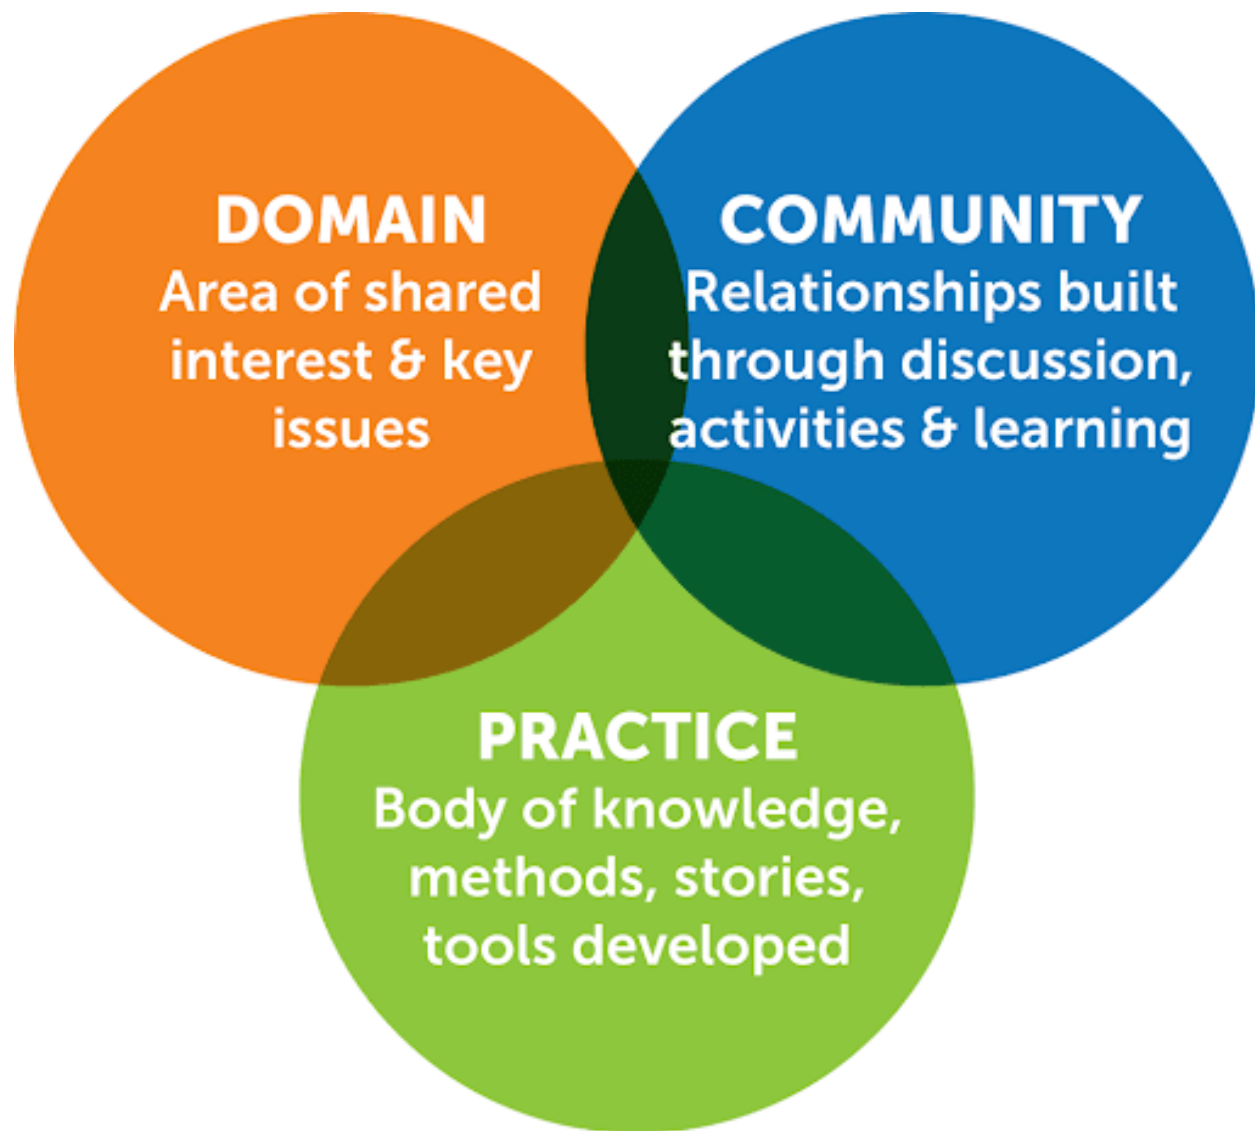 DOMAIN
Area of shared
interest & key
issues
COMMUNITY
Relationships built
through discussion,
activities & learning
PRACTICE
Body of knowledge,
methods, stories,
tools developed